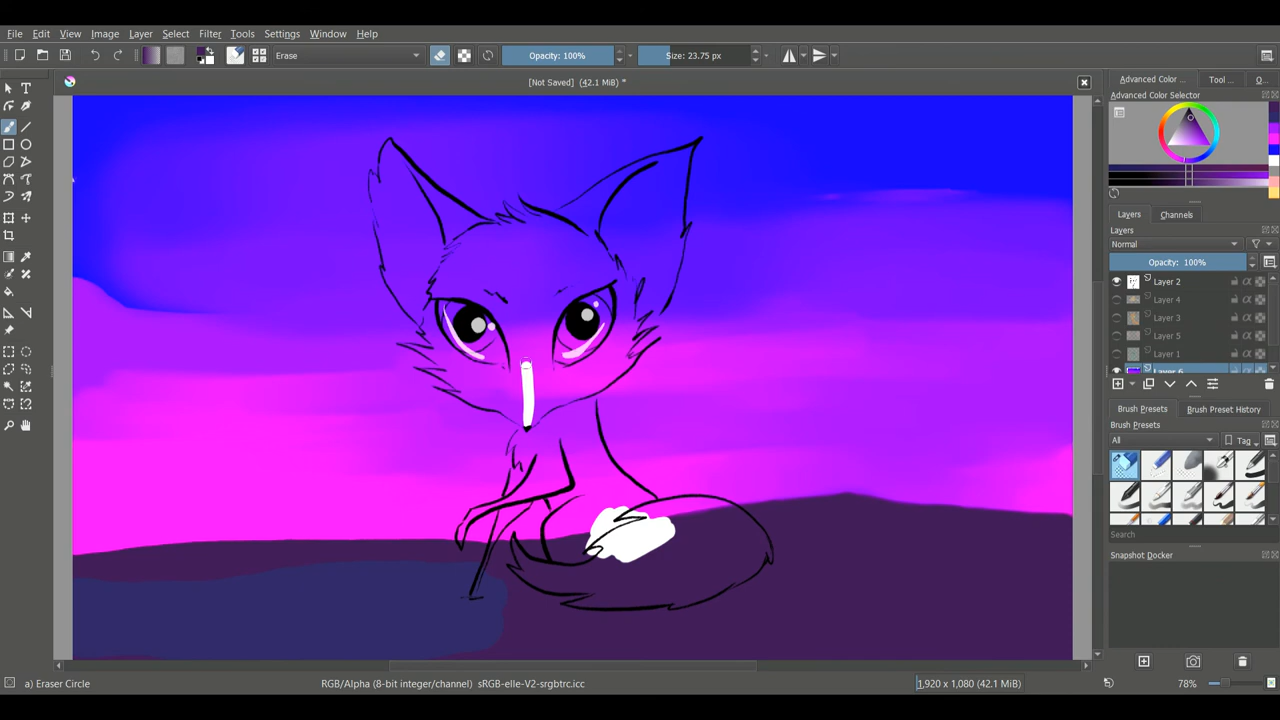 File Edit View Image Layer Filter Tools Select Settings Window Help
Erase Opacity: 100% Size: 23.75 px
[Not Saved] (42.1 MiB) *
Advanced Color ... Tool ... O...
Advanced Color Selector
Layers Channels
Layers
Normal
Opacity: 100%
Layer 2
Layer 4
Layer 3
Layer 5
Layer 1
Layer 6
Brush Presets Brush Preset History
Brush Presets
All Tag
Search
Snapshot Docker
a) Eraser Circle RGB/Alpha (8-bit integer/channel) sRGB-elle-V2-srgbtrc.icc 1,920 x 1,080 (42.1 MiB) 78%